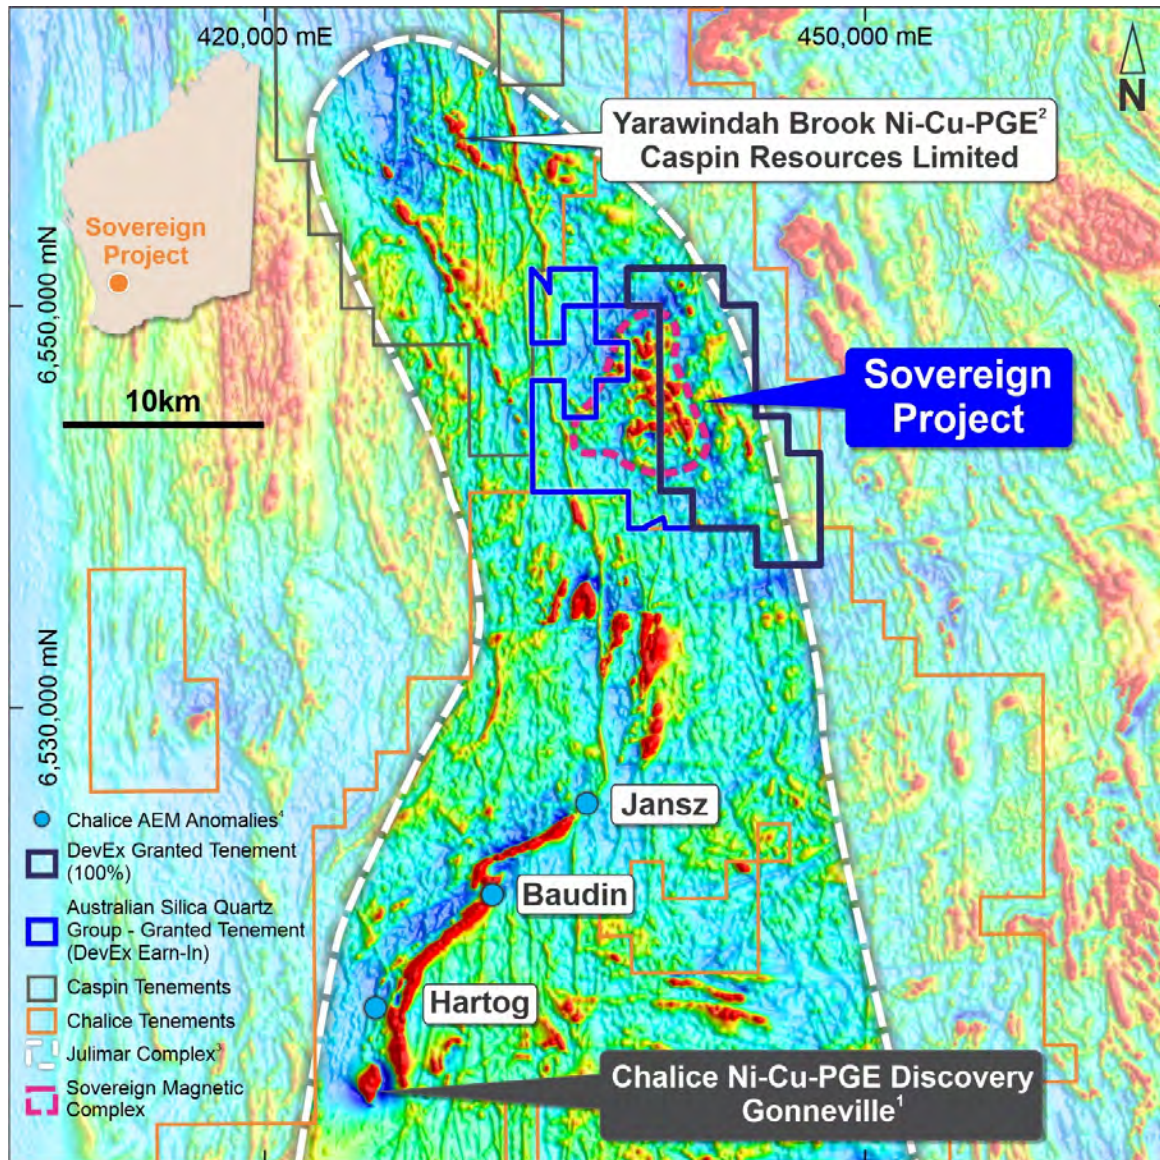 420,000 mE
450,000 mE
N
Yarawindah Brook Ni-Cu-PGE²
Caspin Resources Limited
Sovereign
Project
6,550,000 mN
10km
Sovereign
Project
6,530,000 mN
Jansz
Baudin
Hartog
Chalice AEM Anomalies⁴
DevEx Granted Tenement
(100%)
Australian Silica Quartz
Group - Granted Tenement
(DevEx Earn-In)
Caspin Tenements
Chalice Tenements
Julimar Complex³
Sovereign Magnetic
Complex
Chalice Ni-Cu-PGE Discovery
Gonneville¹